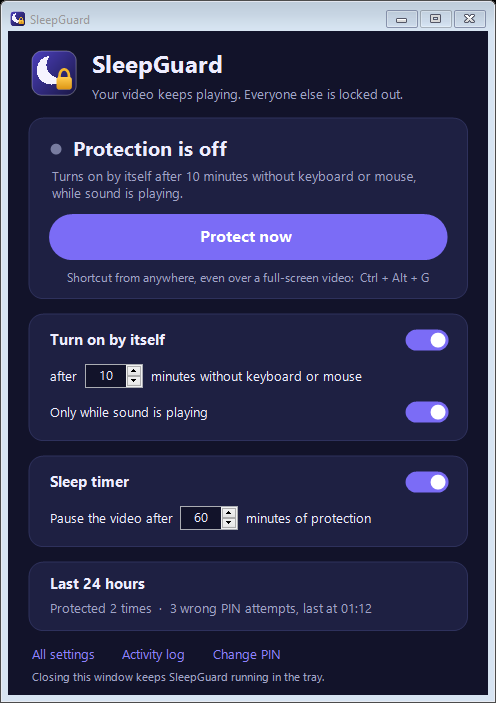 SleepGuard
SleepGuard
Your video keeps playing. Everyone else is locked out.
Protection is off
Turns on by itself after 10 minutes without keyboard or mouse,
while sound is playing.
Protect now
Shortcut from anywhere, even over a full-screen video: Ctrl + Alt + G
Turn on by itself
after 10 minutes without keyboard or mouse
Only while sound is playing
Sleep timer
Pause the video after 60 minutes of protection
Last 24 hours
Protected 2 times · 3 wrong PIN attempts, last at 01:12
All settings Activity log Change PIN
Closing this window keeps SleepGuard running in the tray.